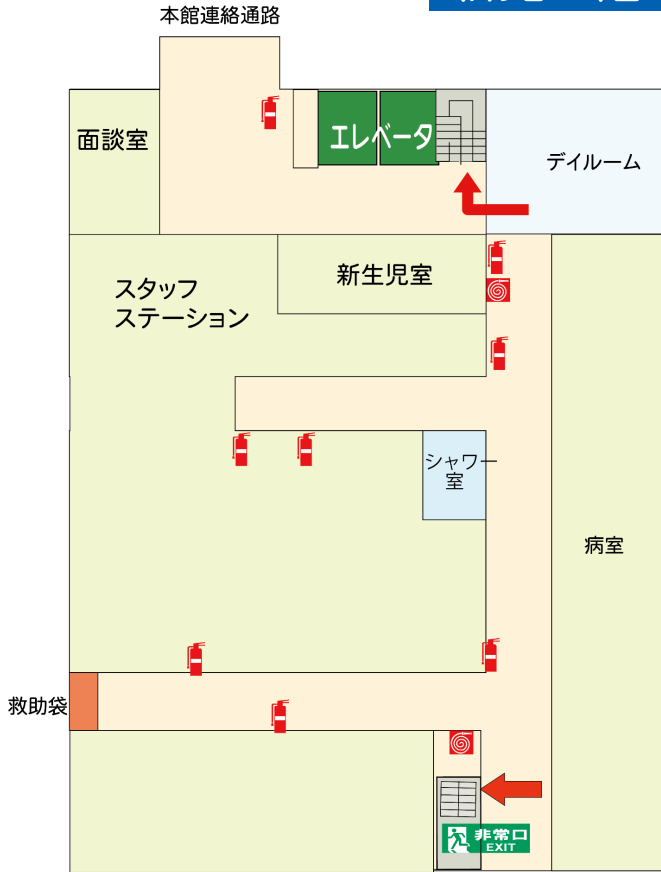 本館連絡通路
面談室
エレベータ
デイルーム
新生児室
スタッフ
ステーション
シャワー
室
病室
救助袋
非常口
EXIT